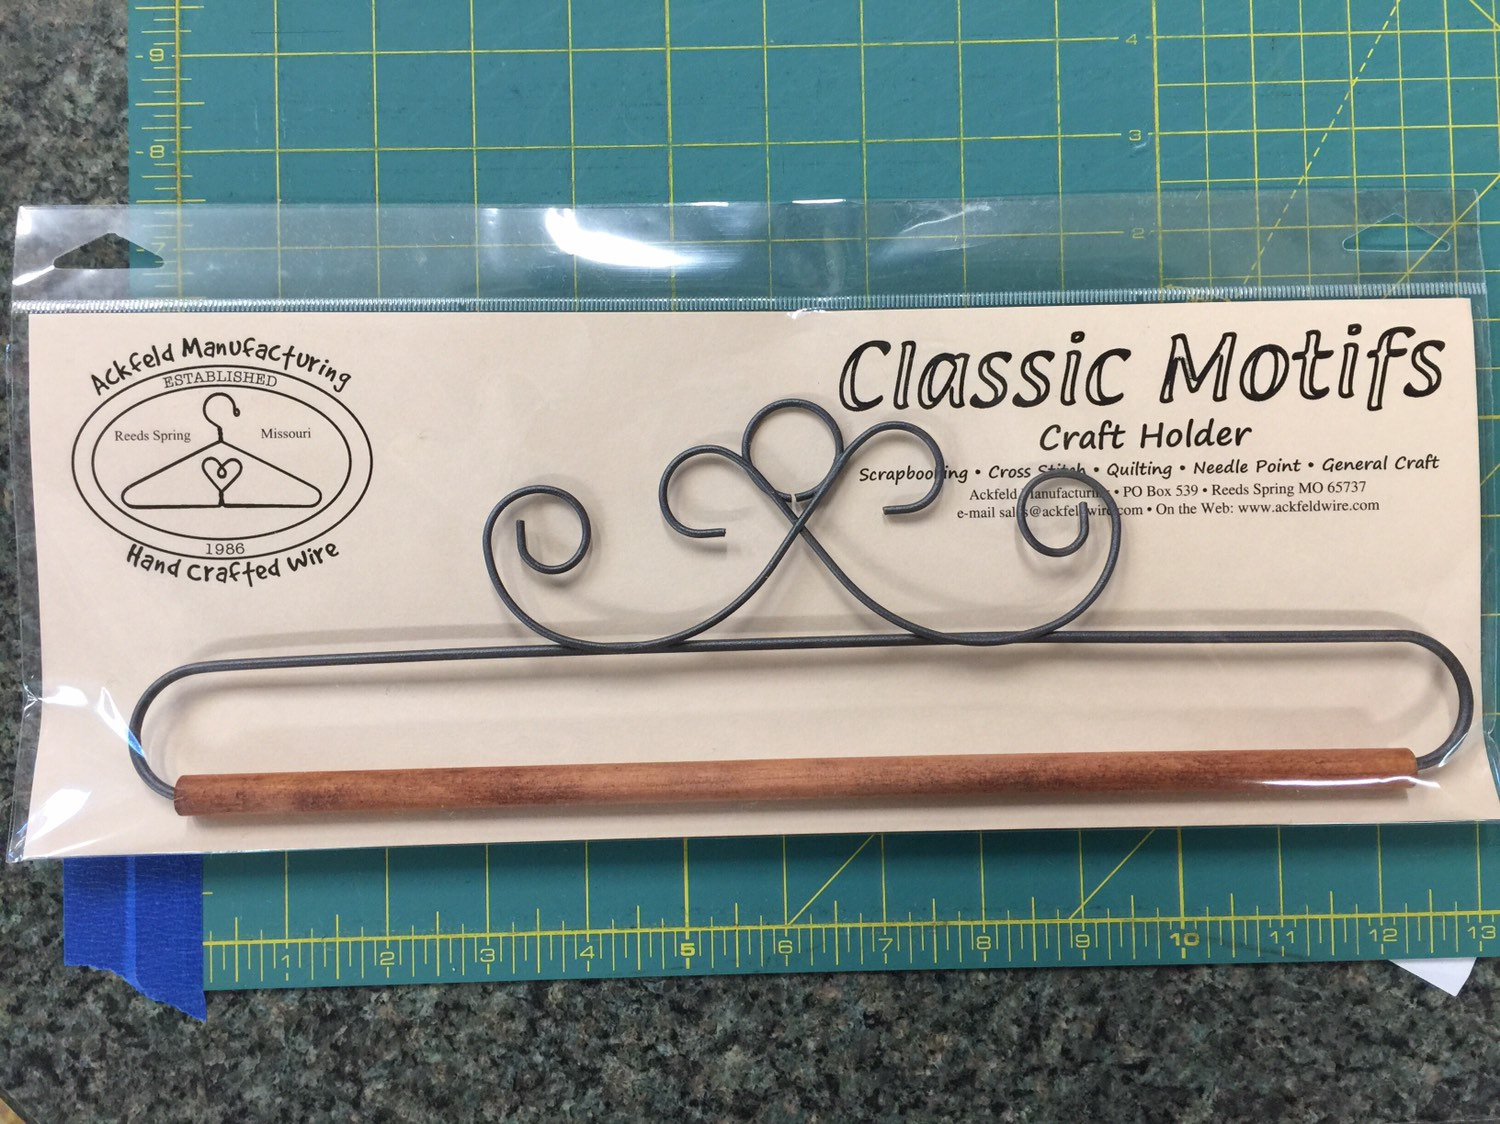 4
9
3
8
2
7
Ackfeld Manufacturing
ESTABLISHED
Reeds Spring Missouri
1986
Hand Crafted Wire
Classic Motifs
Craft Holder
Scrapbooking • Cross Stitch • Quilting • Needle Point • General Craft
Ackfeld Manufacturing • PO Box 539 • Reeds Spring MO 65737
e-mail sales@ackfeldwire.com • On the Web: www.ackfeldwire.com
1 2 3 4 5 6 7 8 9 10 11 12 13